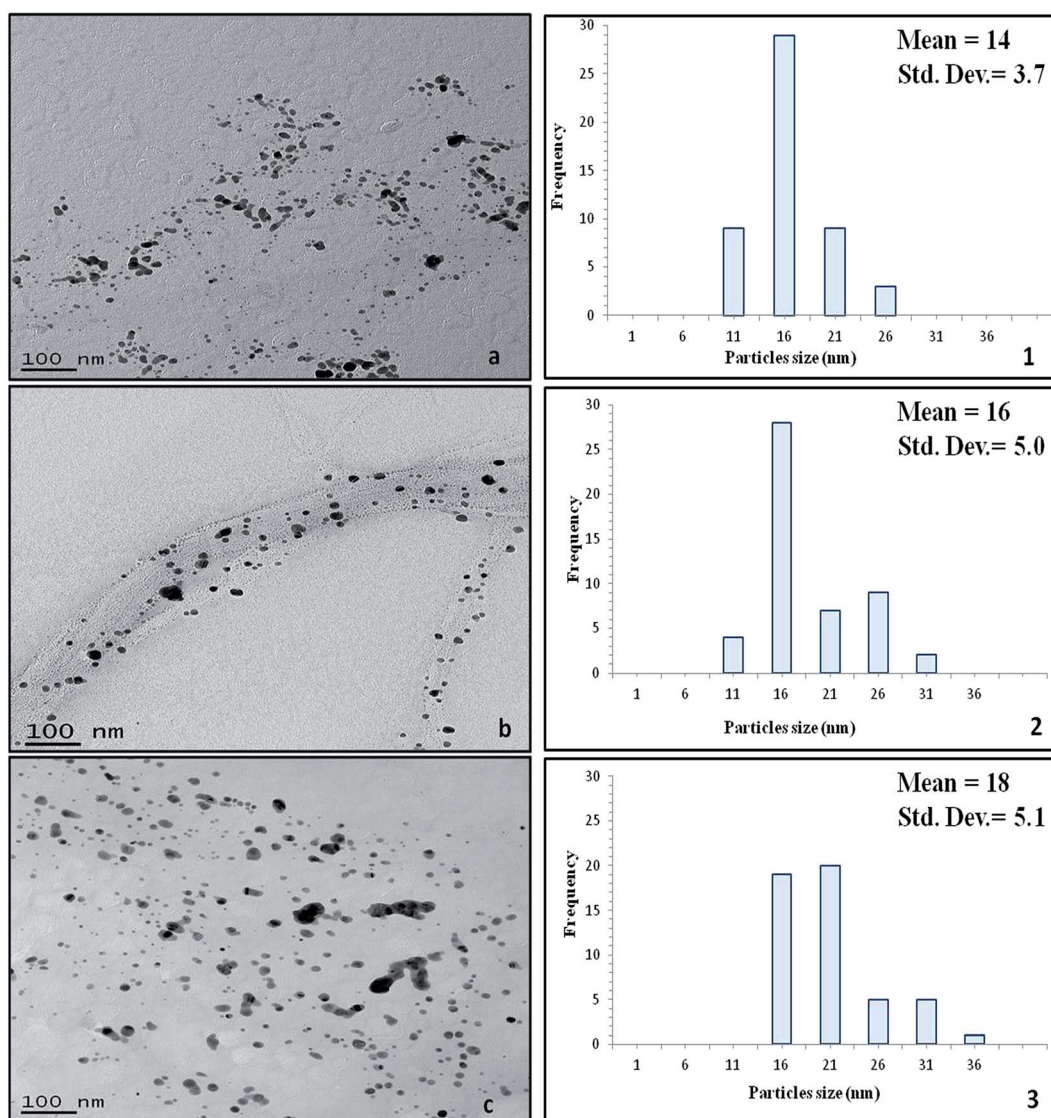 100 nm
a
Mean = 14
Std. Dev.= 3.7
Frequency
30
25
20
15
10
5
0
1 6 11 16 21 26 31 36
Particles size (nm)
1
100 nm
b
Mean = 16
Std. Dev.= 5.0
Frequency
30
25
20
15
10
5
0
1 6 11 16 21 26 31 36
Particles size (nm)
2
100 nm
c
Mean = 18
Std. Dev.= 5.1
Frequency
30
25
20
15
10
5
0
1 6 11 16 21 26 31 36
Particles size (nm)
3